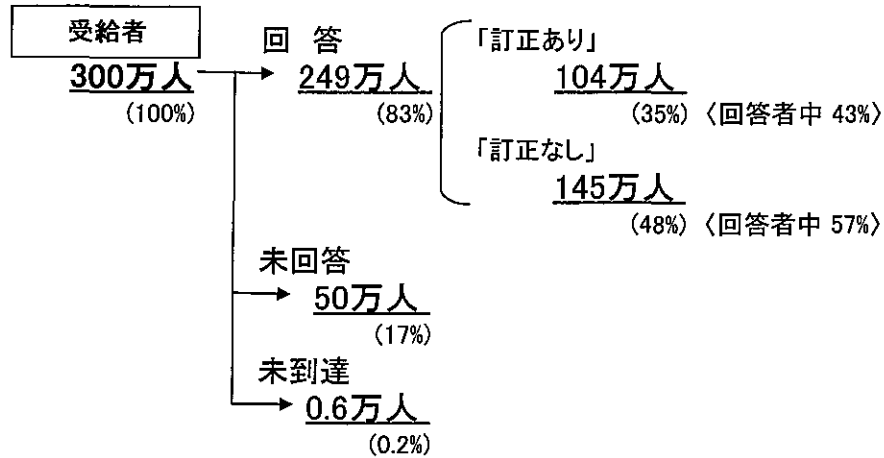 受給者
300万人
(100%)
回 答
249万人
(83%)
「訂正あり」
104万人
(35%) 〈回答者中 43%〉
「訂正なし」
145万人
(48%) 〈回答者中 57%〉
未回答
50万人
(17%)
未到達
0.6万人
(0.2%)